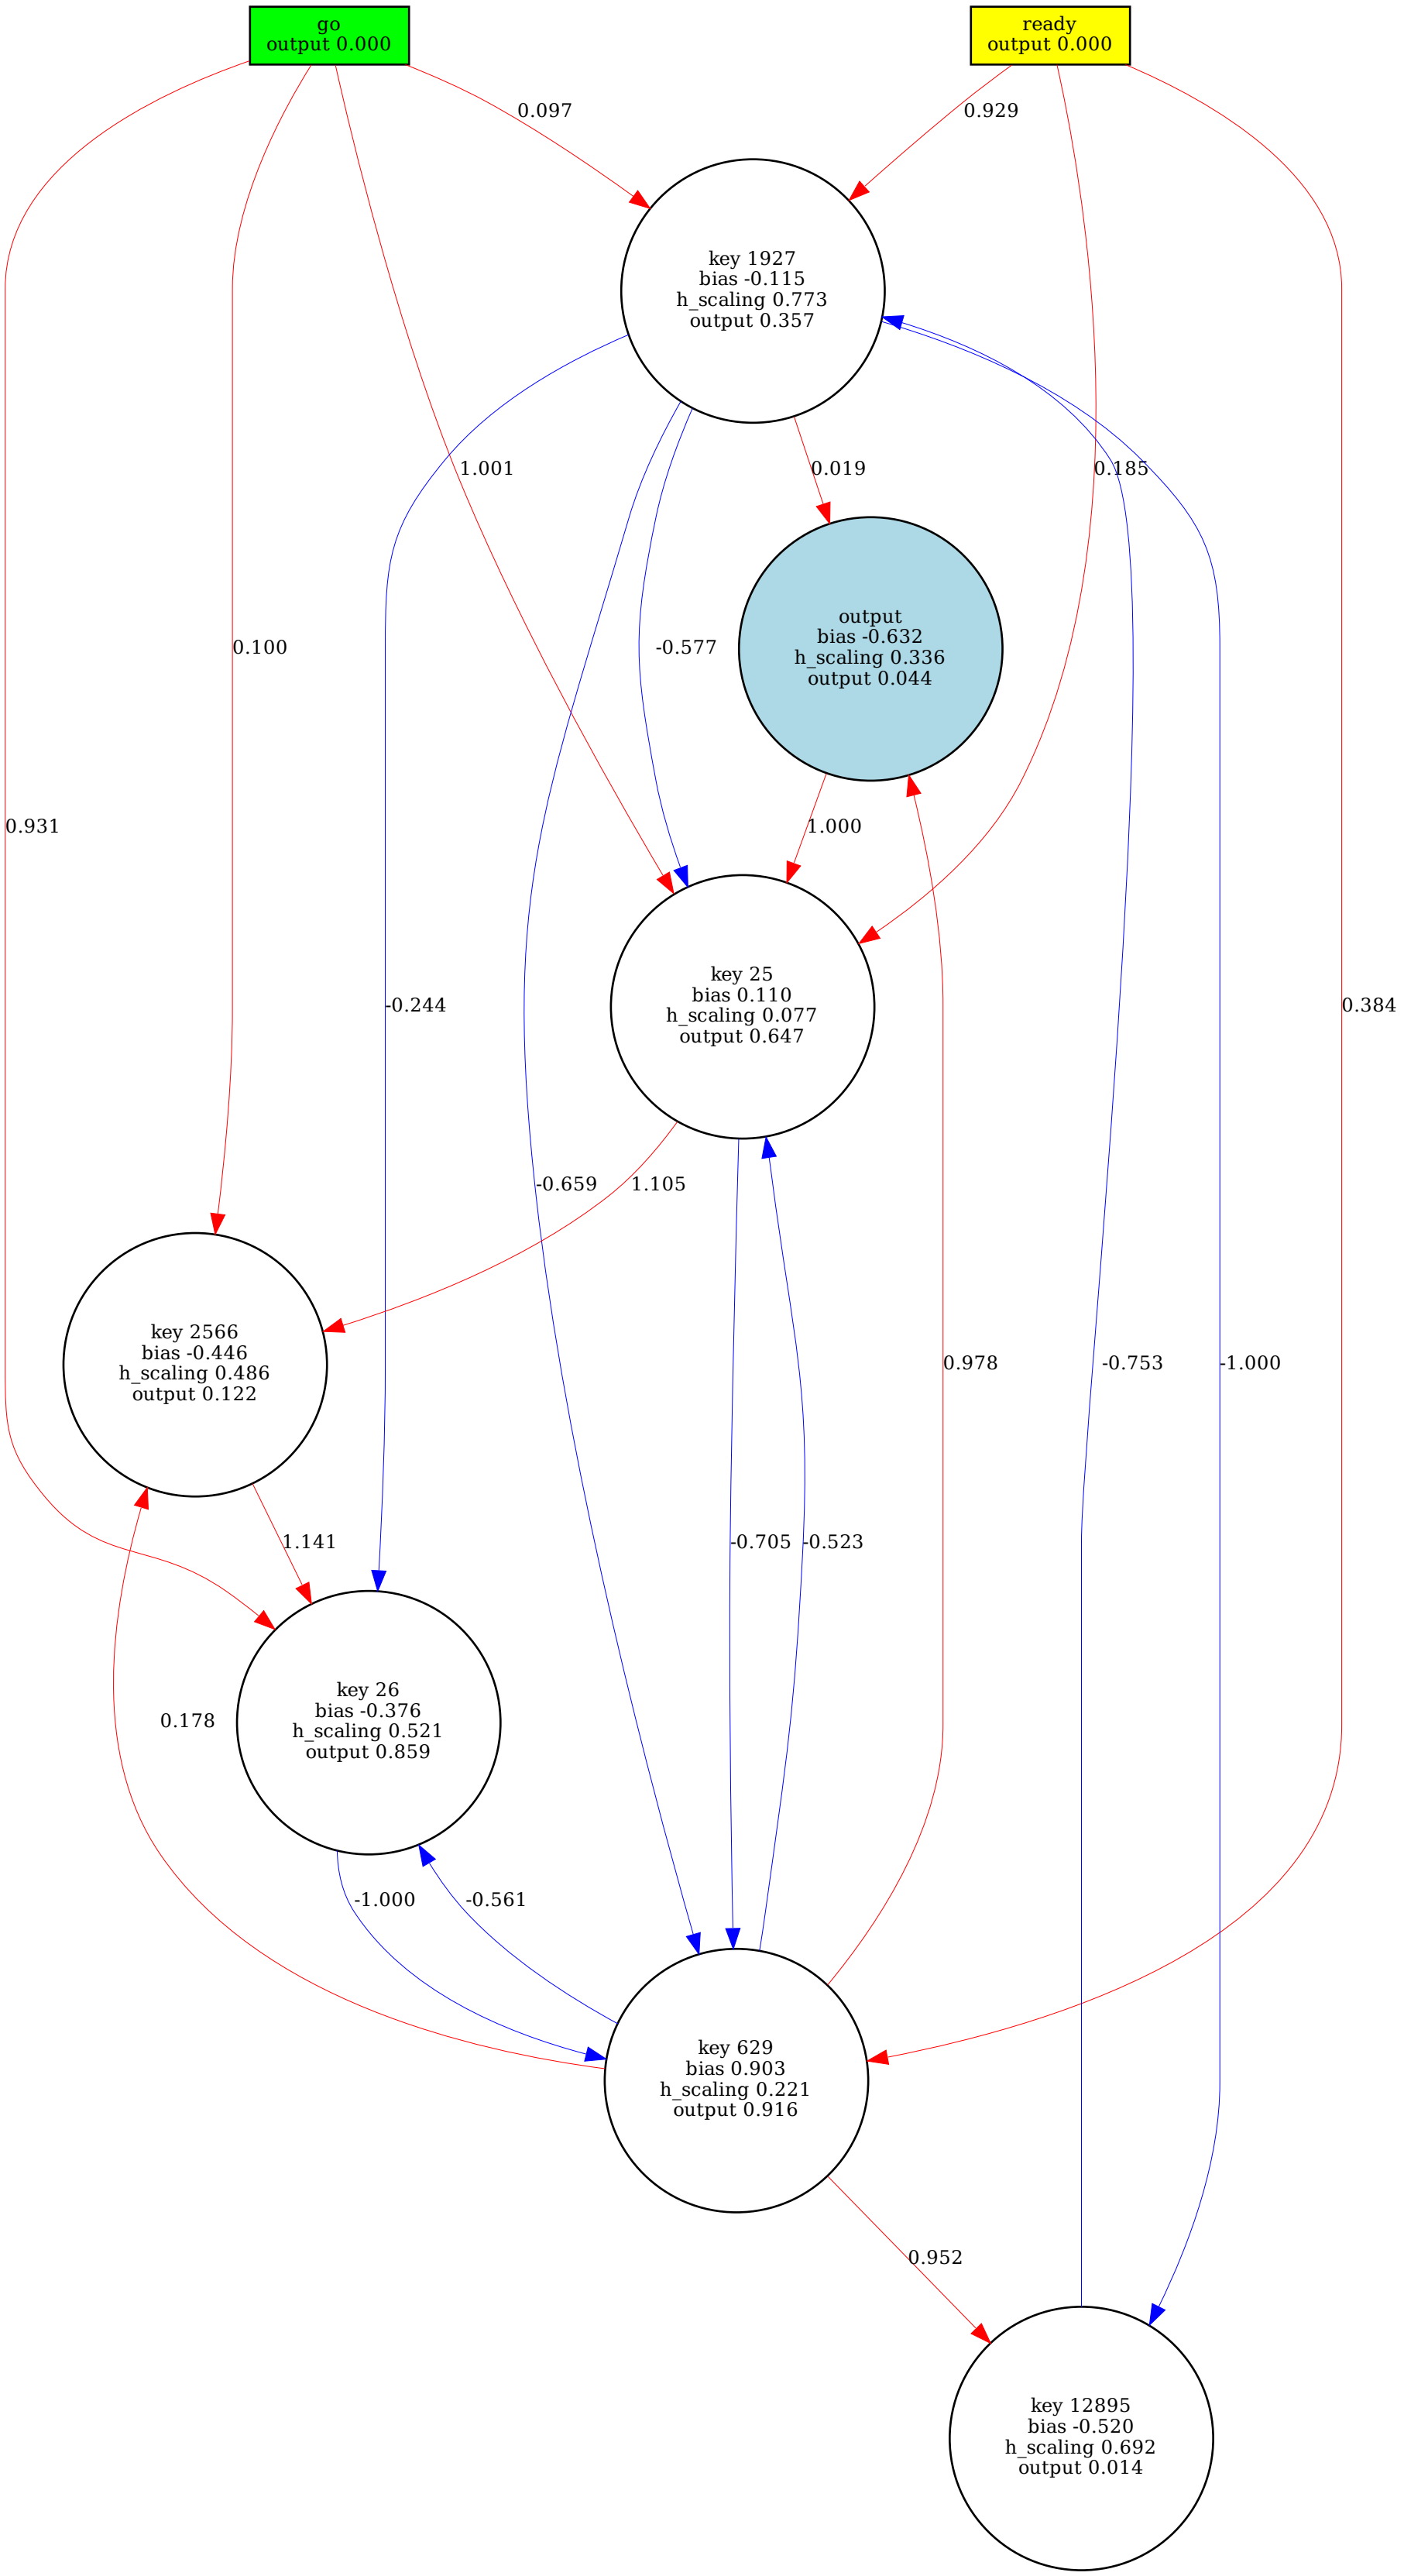 go
output 0.000
ready
output 0.000
0.097
0.929
key 1927
bias -0.115
h_scaling 0.773
output 0.357
1.001
0.019
0.185
output
bias -0.632
h_scaling 0.336
output 0.044
0.100
-0.577
0.931
1.000
key 25
bias 0.110
h_scaling 0.077
output 0.647
-0.244
0.384
-0.659
1.105
key 2566
bias -0.446
h_scaling 0.486
output 0.122
0.978
-0.753
-1.000
1.141
-0.705
-0.523
key 26
bias -0.376
h_scaling 0.521
output 0.859
0.178
-1.000
-0.561
key 629
bias 0.903
h_scaling 0.221
output 0.916
0.952
key 12895
bias -0.520
h_scaling 0.692
output 0.014